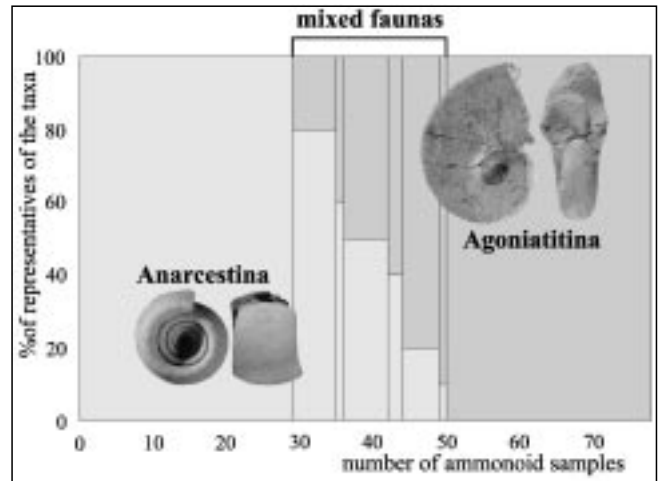 mixed faunas
%of representatives of the taxa
100
80
60
40
20
0
Agoniatitina
Anarcestina
0 10 20 30 40 50 60 70
number of ammonoid samples